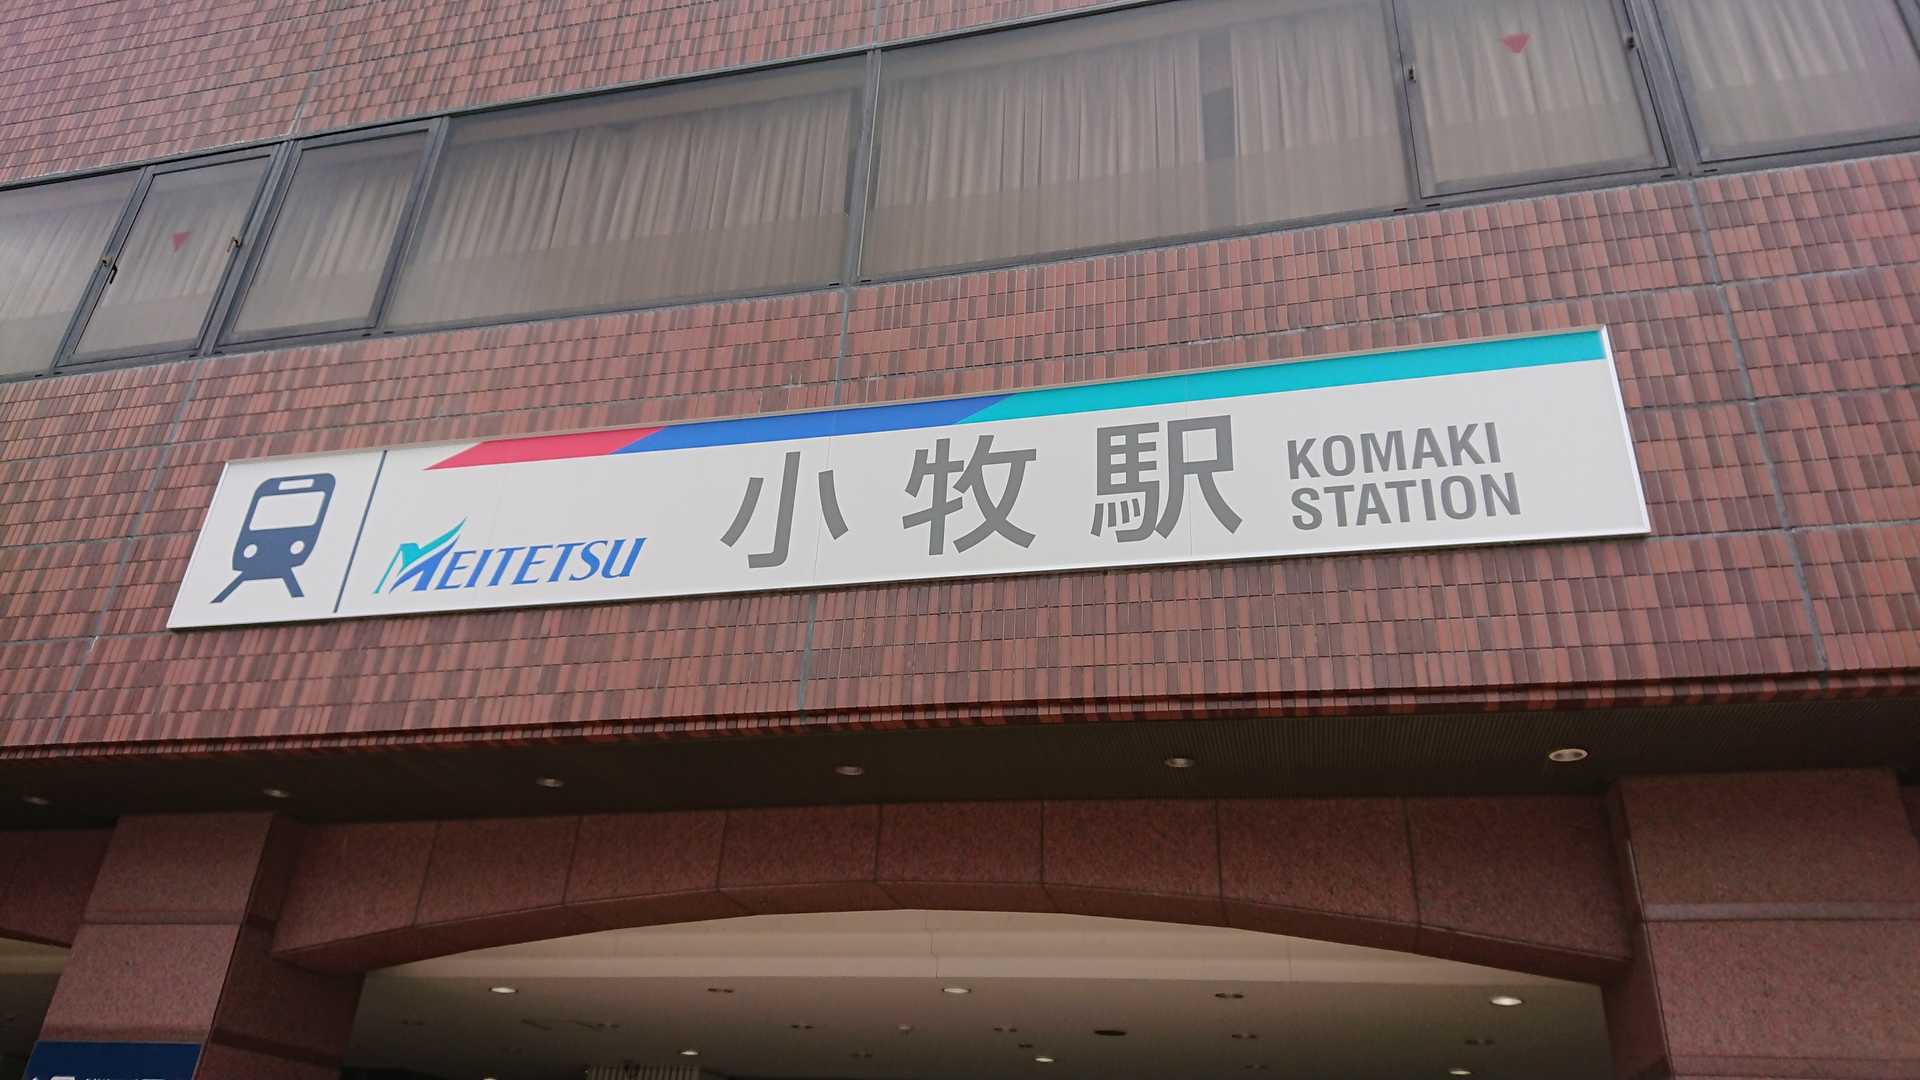 MEITETSU 小牧駅 KOMAKI
STATION